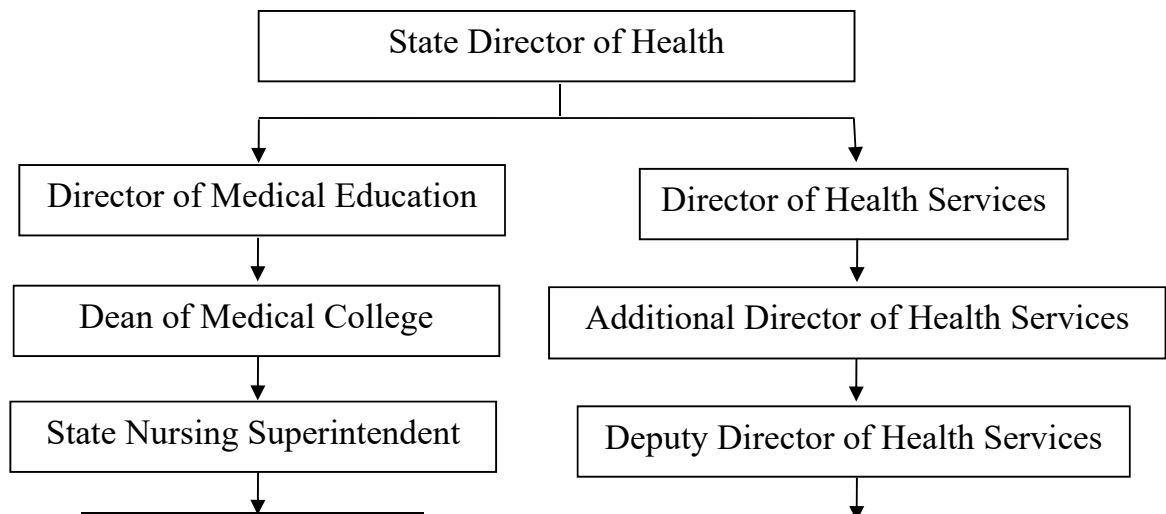 State Director of Health
Director of Medical Education
Director of Health Services
Dean of Medical College
Additional Director of Health Services
State Nursing Superintendent
Deputy Director of Health Services